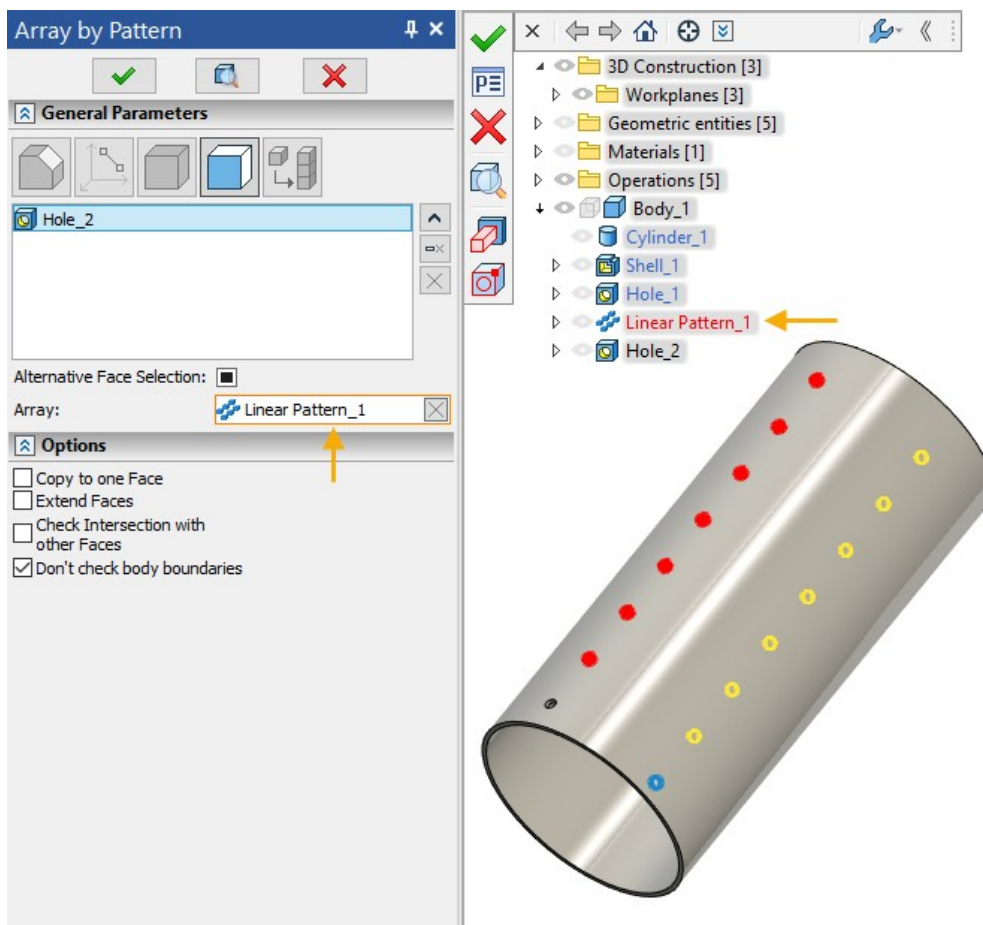 Array by Pattern
General Parameters
Hole_2
Alternative Face Selection:
Array: Linear Pattern_1
Options
Copy to one Face
Extend Faces
Check Intersection with
other Faces
Don't check body boundaries
3D Construction [3]
Workplanes [3]
Geometric entities [5]
Materials [1]
Operations [5]
Body_1
Cylinder_1
Shell_1
Hole_1
Linear Pattern_1
Hole_2